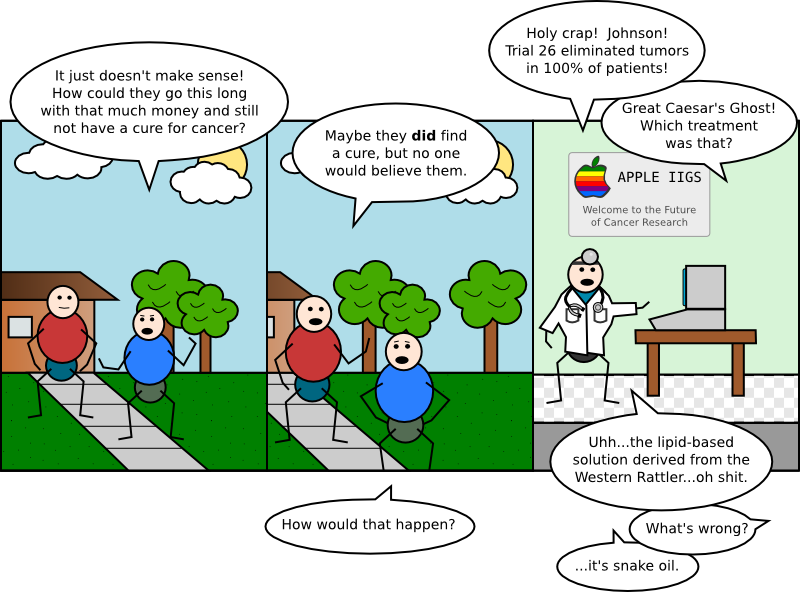 It just doesn't make sense!
How could they go this long
with that much money and still
not have a cure for cancer?
Maybe they did find
a cure, but no one
would believe them.
How would that happen?
Holy crap!  Johnson!
Trial 26 eliminated tumors
in 100% of patients!
Great Caesar's Ghost!
Which treatment
was that?
APPLE IIGS
Welcome to the Future
of Cancer Research
Uhh...the lipid-based
solution derived from the
Western Rattler...oh shit.
What's wrong?
...it's snake oil.